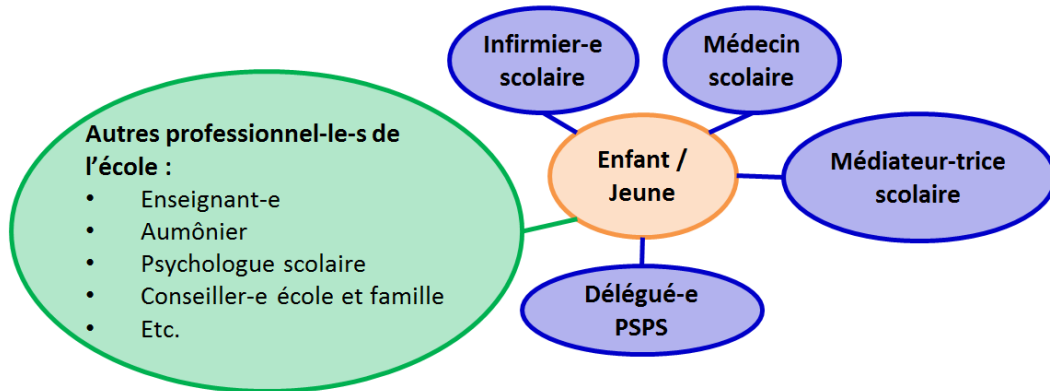 Infirmier-e
scolaire
Médecin
scolaire
Autres professionnel-le-s de
l'école :
• Enseignant-e
• Aumônier
• Psychologue scolaire
• Conseiller-e école et famille
• Etc.
Enfant /
Jeune
Médiateur-trice
scolaire
Délégué-e
PSPS